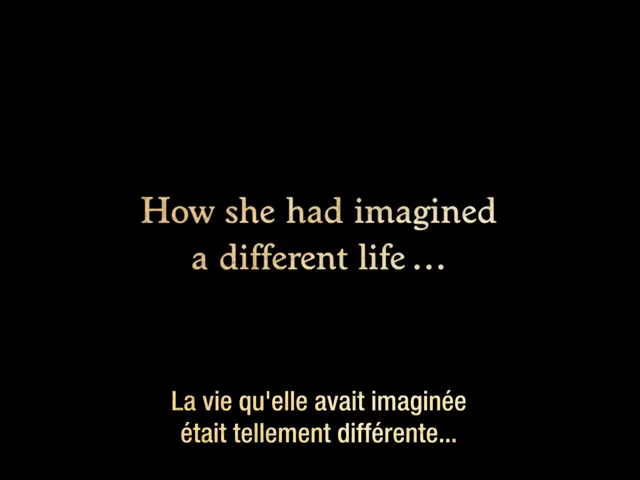 How she had imagined
a different life ...
La vie qu'elle avait imaginée
était tellement différente...